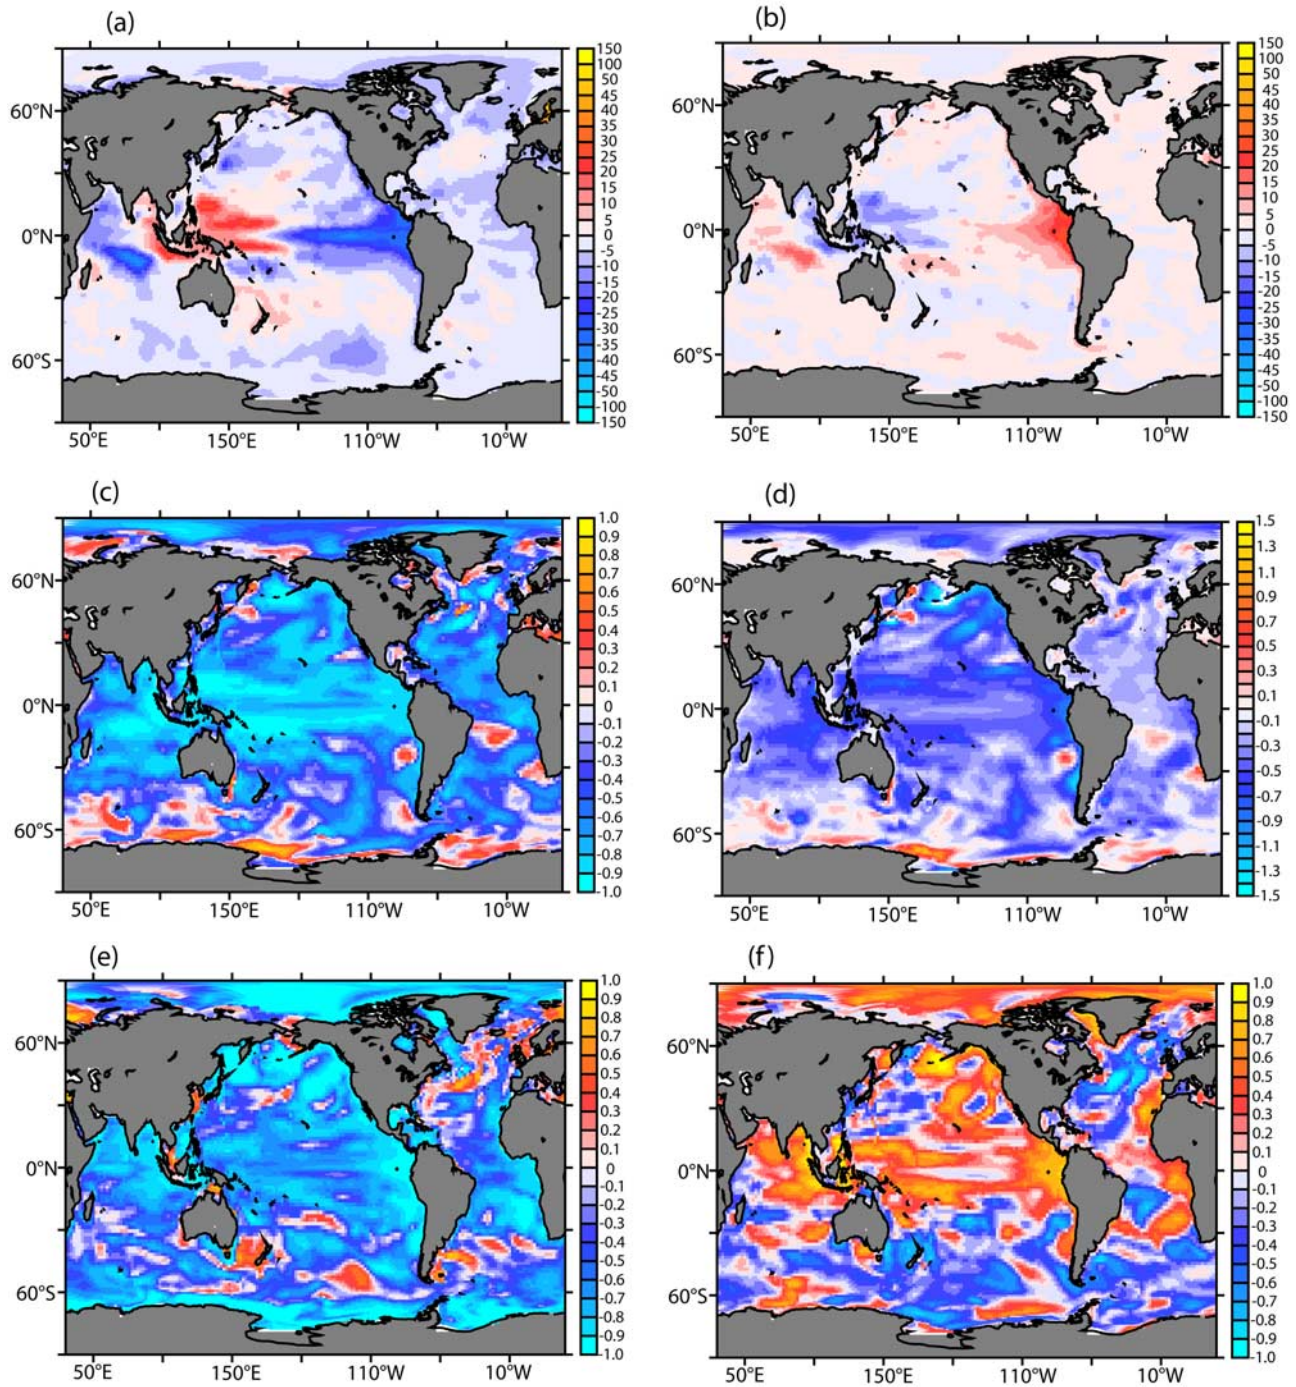 (a)
60°N
0°N
60°S
50°E
150°E
110°W
10°W
150
100
50
45
40
35
30
25
20
15
10
5
0
-5
-10
-15
-20
-25
-30
-35
-45
-50
-100
-150
(b)
60°N
0°N
60°S
50°E
150°E
110°W
10°W
150
100
50
45
40
35
30
25
20
15
10
5
0
-5
-10
-15
-20
-25
-30
-35
-45
-50
-100
-150
(c)
60°N
0°N
60°S
50°E
150°E
110°W
10°W
1.0
0.9
0.8
0.7
0.6
0.5
0.4
0.3
0.2
0.1
0
-0.1
-0.2
-0.3
-0.4
-0.5
-0.6
-0.7
-0.8
-0.9
-1.0
(d)
60°N
0°N
60°S
50°E
150°E
110°W
10°W
1.5
1.3
1.1
0.9
0.7
0.5
0.3
0.1
-0.1
-0.3
-0.5
-0.7
-0.9
-1.1
-1.3
-1.5
(e)
60°N
0°N
60°S
50°E
150°E
110°W
10°W
1.0
0.9
0.8
0.7
0.6
0.5
0.4
0.3
0.2
0.1
0
-0.1
-0.2
-0.3
-0.4
-0.5
-0.6
-0.7
-0.8
-0.9
-1.0
(f)
60°N
0°N
60°S
50°E
150°E
110°W
10°W
1.0
0.9
0.8
0.7
0.6
0.5
0.4
0.3
0.2
0.1
0
-0.1
-0.2
-0.3
-0.4
-0.5
-0.6
-0.7
-0.8
-0.9
-1.0